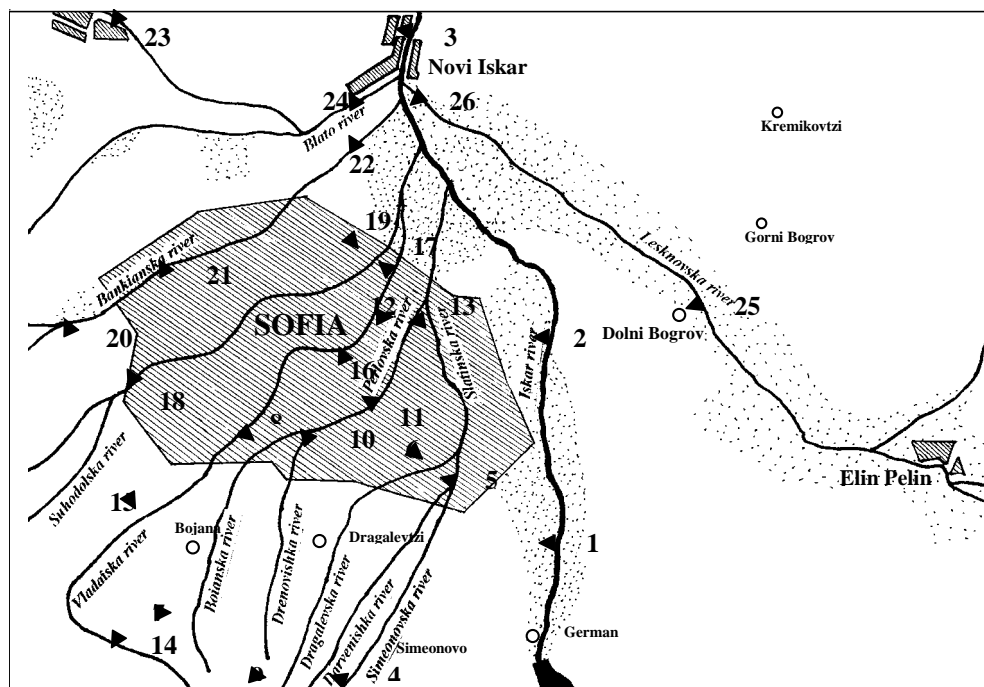 23
3
Novi Iskar
24
26
Blato river
Kremikovtzi
22
19
17
Gorni Bogrov
Lesknovska river
Bankianska river
21
12
13
25
20
SOFIA
Dolni Bogrov
2
Perlovska river
Slatinska river
Iskar river
16
18
11
10
5
Elin Pelin
Suhodolska river
15
Bojana
Dragalevtzi
1
Vladaiska river
Boianska river
Drenovishka river
Dragalevska river
Darvenishka river
Simeonovska river
German
14
Simeonovo
4